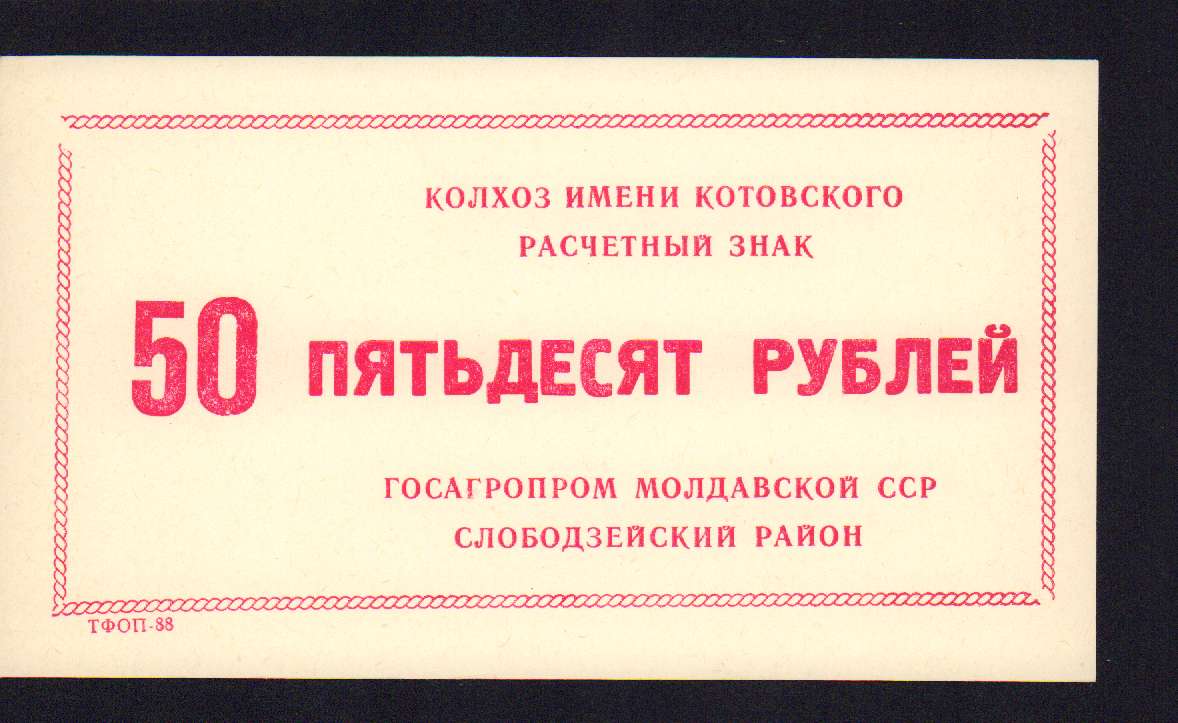 КОЛХОЗ ИМЕНИ КОТОВСКОГО
РАСЧЕТНЫЙ ЗНАК
50 ПЯТЬДЕСЯТ РУБЛЕЙ
ГОСАГРОПРОМ МОЛДАВСКОЙ ССР
СЛОБОДЗЕЙСКИЙ РАЙОН
ТФОП-88